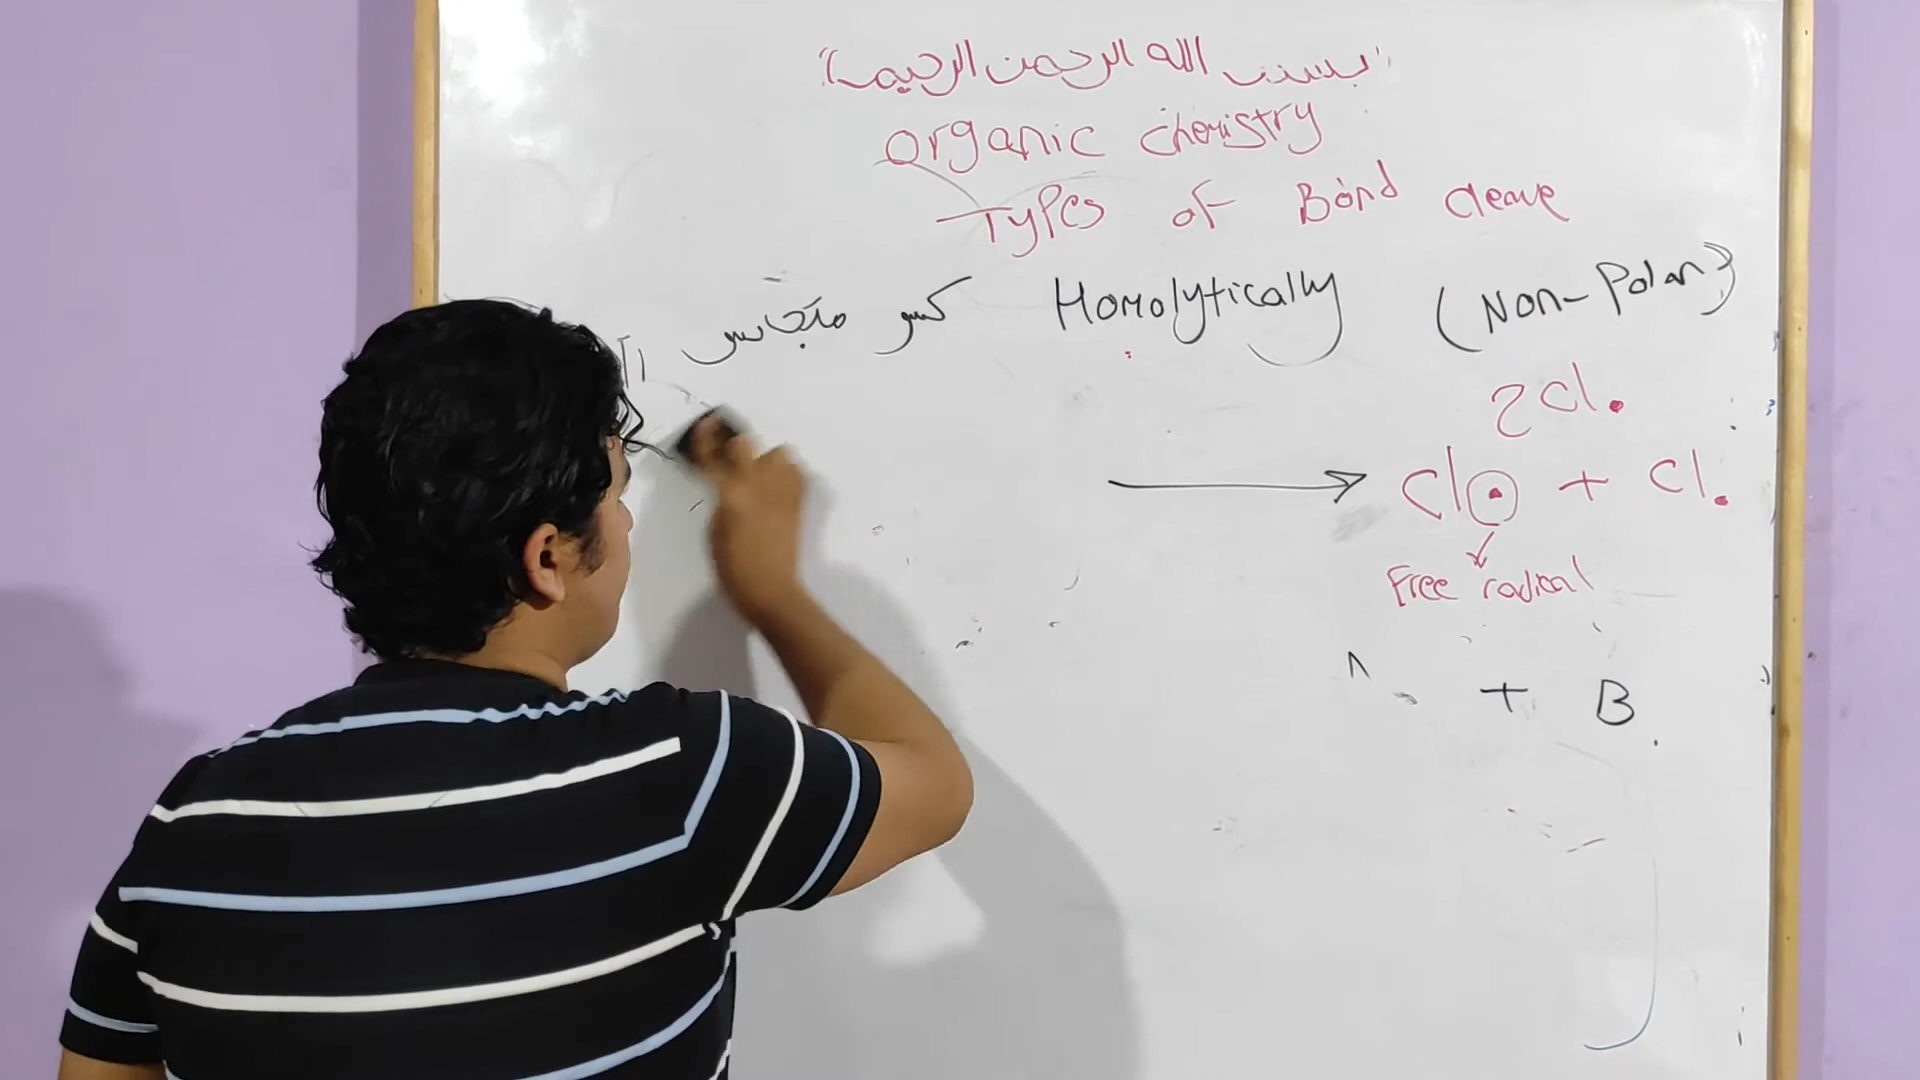 "بسم الله الرحمن الرحيم"
Organic chemistry
Types of Bond cleave
كسر متجانس Homolytically (Non-Polar)
2Cl.
→ Cl. + Cl.
Free radical
+ B